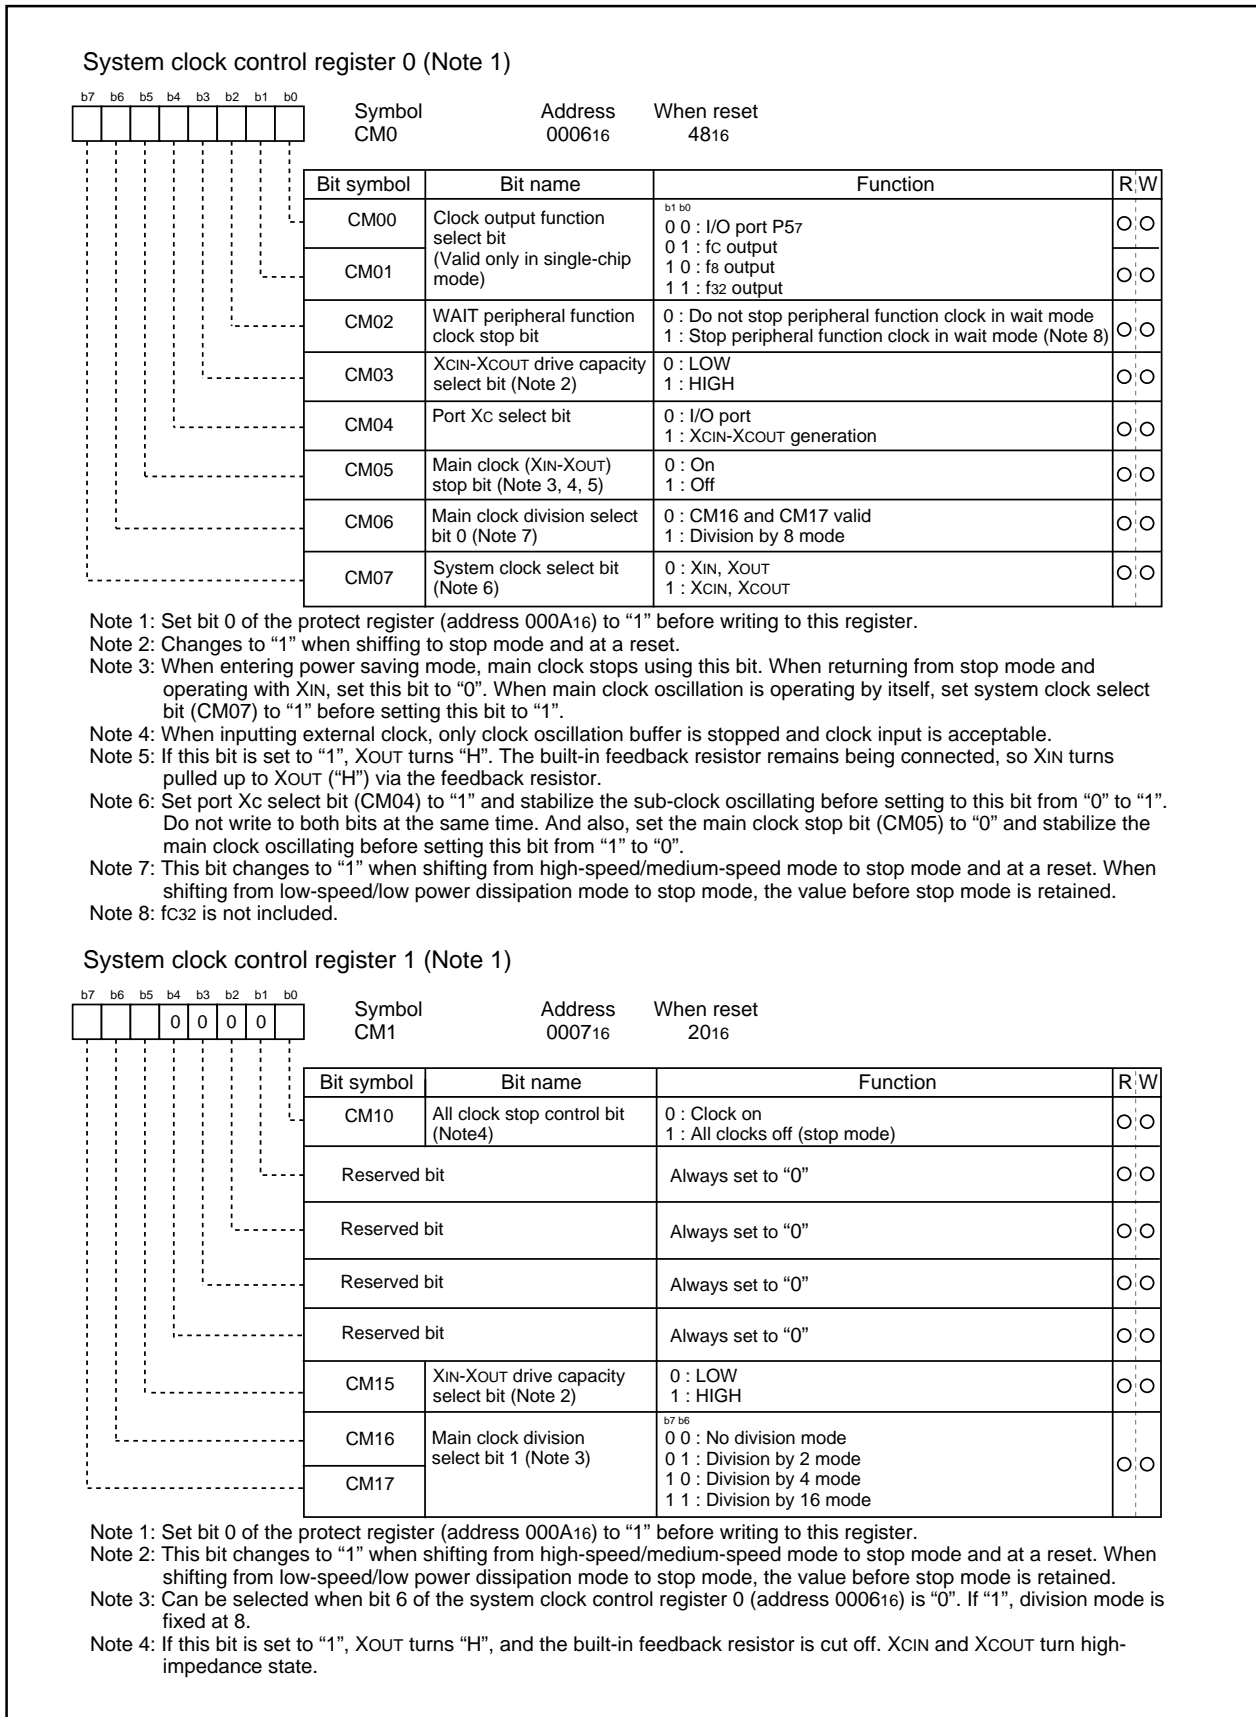 System clock control register 0 (Note 1)
b7 b6 b5 b4 b3 b2 b1 b0
Symbol Address When reset
CM0 000616 4816
Bit symbol Bit name Function R W
CM00 Clock output function select bit (Valid only in single-chip mode)
CM01
b1 b0
0 0 : I/O port P57
0 1 : fC output
1 0 : f8 output
1 1 : f32 output
CM02 WAIT peripheral function clock stop bit
0 : Do not stop peripheral function clock in wait mode
1 : Stop peripheral function clock in wait mode (Note 8)
CM03 XCIN-XCOUT drive capacity select bit (Note 2)
0 : LOW
1 : HIGH
CM04 Port XC select bit
0 : I/O port
1 : XCIN-XCOUT generation
CM05 Main clock (XIN-XOUT) stop bit (Note 3, 4, 5)
0 : On
1 : Off
CM06 Main clock division select bit 0 (Note 7)
0 : CM16 and CM17 valid
1 : Division by 8 mode
CM07 System clock select bit (Note 6)
0 : XIN, XOUT
1 : XCIN, XCOUT
Note 1: Set bit 0 of the protect register (address 000A16) to “1” before writing to this register.
Note 2: Changes to “1” when shiffing to stop mode and at a reset.
Note 3: When entering power saving mode, main clock stops using this bit. When returning from stop mode and
operating with XIN, set this bit to “0”. When main clock oscillation is operating by itself, set system clock select
bit (CM07) to “1” before setting this bit to “1”.
Note 4: When inputting external clock, only clock oscillation buffer is stopped and clock input is acceptable.
Note 5: If this bit is set to “1”, XOUT turns “H”. The built-in feedback resistor remains being connected, so XIN turns
pulled up to XOUT (“H”) via the feedback resistor.
Note 6: Set port Xc select bit (CM04) to “1” and stabilize the sub-clock oscillating before setting to this bit from “0” to “1”.
Do not write to both bits at the same time. And also, set the main clock stop bit (CM05) to “0” and stabilize the
main clock oscillating before setting this bit from “1” to “0”.
Note 7: This bit changes to “1” when shifting from high-speed/medium-speed mode to stop mode and at a reset. When
shifting from low-speed/low power dissipation mode to stop mode, the value before stop mode is retained.
Note 8: fC32 is not included.
System clock control register 1 (Note 1)
b7 b6 b5 b4 b3 b2 b1 b0
0 0 0 0
Symbol Address When reset
CM1 000716 2016
Bit symbol Bit name Function R W
CM10 All clock stop control bit (Note4)
0 : Clock on
1 : All clocks off (stop mode)
Reserved bit Always set to “0”
Reserved bit Always set to “0”
Reserved bit Always set to “0”
Reserved bit Always set to “0”
CM15 XIN-XOUT drive capacity select bit (Note 2)
0 : LOW
1 : HIGH
CM16 Main clock division select bit 1 (Note 3)
CM17
b7 b6
0 0 : No division mode
0 1 : Division by 2 mode
1 0 : Division by 4 mode
1 1 : Division by 16 mode
Note 1: Set bit 0 of the protect register (address 000A16) to “1” before writing to this register.
Note 2: This bit changes to “1” when shifting from high-speed/medium-speed mode to stop mode and at a reset. When
shifting from low-speed/low power dissipation mode to stop mode, the value before stop mode is retained.
Note 3: Can be selected when bit 6 of the system clock control register 0 (address 000616) is “0”. If “1”, division mode is
fixed at 8.
Note 4: If this bit is set to “1”, XOUT turns “H”, and the built-in feedback resistor is cut off. XCIN and XCOUT turn high-
impedance state.